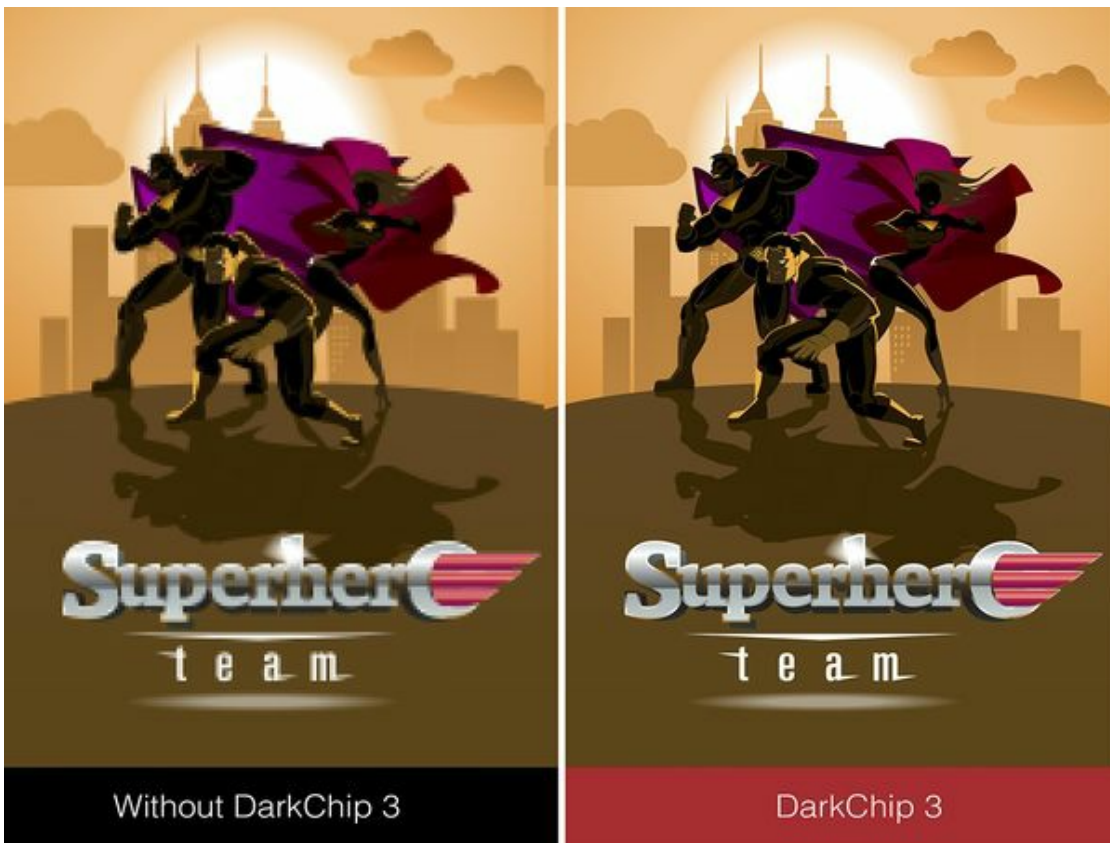 Superhero
team
Without DarkChip 3
Superhero
team
DarkChip 3